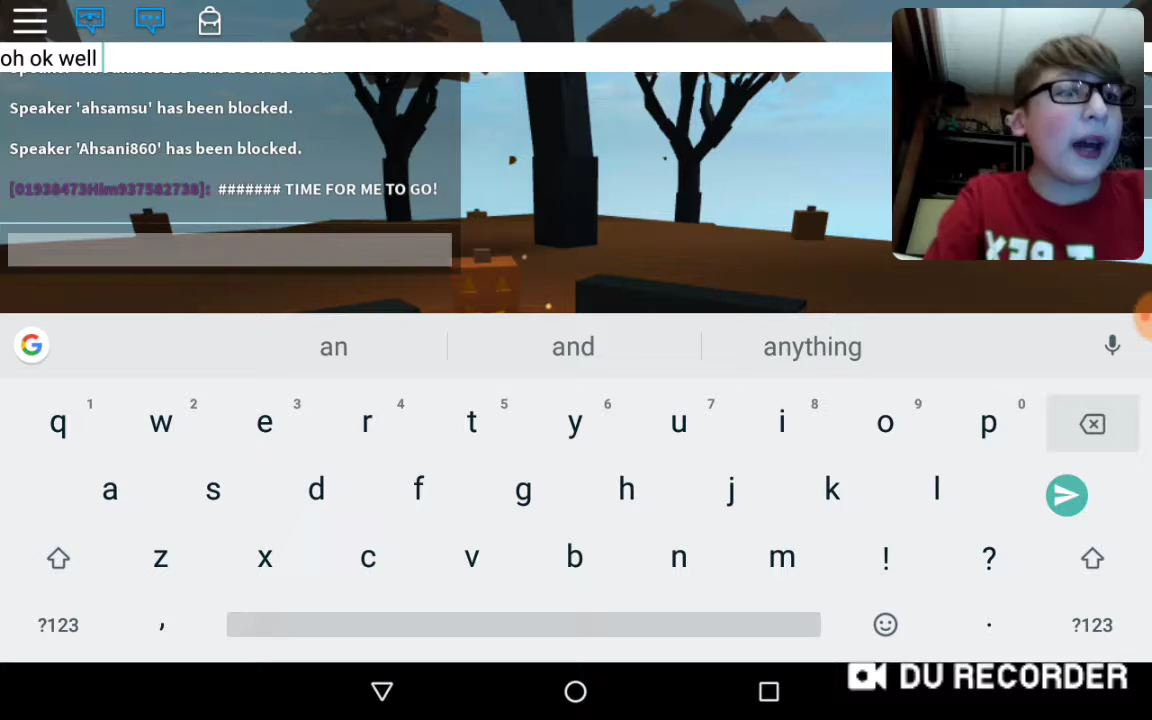 oh ok well
Speaker 'ahsamsu' has been blocked.
Speaker 'Ahsani860' has been blocked.
[01938473Him937582738]: ####### TIME FOR ME TO GO!
an and anything
1 2 3 4 5 6 7 8 9 0
q w e r t y u i o p
a s d f g h j k l
z x c v b n m ! ?
?123 , . ?123
DU RECORDER